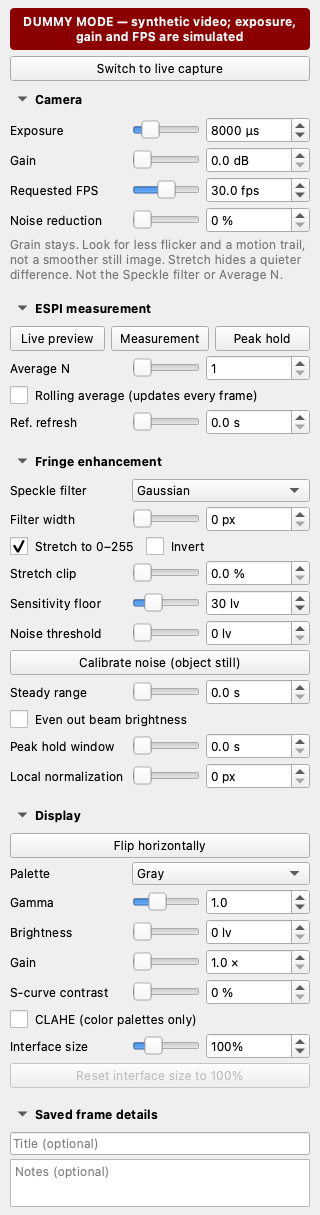 DUMMY MODE — synthetic video; exposure,
gain and FPS are simulated
Switch to live capture
Camera
Exposure 8000 µs
Gain 0.0 dB
Requested FPS 30.0 fps
Noise reduction 0 %
Grain stays. Look for less flicker and a motion trail,
not a smoother still image. Stretch hides a quieter
difference. Not the Speckle filter or Average N.
ESPI measurement
Live preview Measurement Peak hold
Average N 1
Rolling average (updates every frame)
Ref. refresh 0.0 s
Fringe enhancement
Speckle filter Gaussian
Filter width 0 px
Stretch to 0–255 Invert
Stretch clip 0.0 %
Sensitivity floor 30 lv
Noise threshold 0 lv
Calibrate noise (object still)
Steady range 0.0 s
Even out beam brightness
Peak hold window 0.0 s
Local normalization 0 px
Display
Flip horizontally
Palette Gray
Gamma 1.0
Brightness 0 lv
Gain 1.0 ×
S-curve contrast 0 %
CLAHE (color palettes only)
Interface size 100%
Reset interface size to 100%
Saved frame details
Title (optional)
Notes (optional)